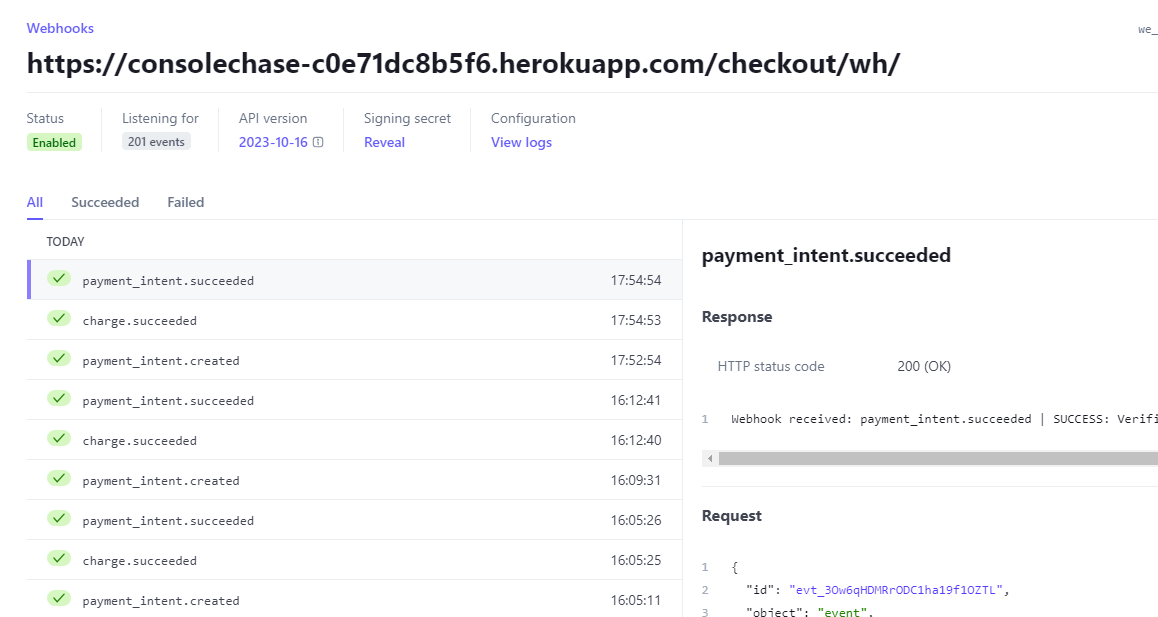 Webhooks
we_
https://consolechase-c0e71dc8b5f6.herokuapp.com/checkout/wh/
Status
Listening for
API version
Signing secret
Configuration
Enabled
201 events
2023-10-16
Reveal
View logs
All
Succeeded
Failed
TODAY
payment_intent.succeeded 17:54:54
charge.succeeded 17:54:53
payment_intent.created 17:52:54
payment_intent.succeeded 16:12:41
charge.succeeded 16:12:40
payment_intent.created 16:09:31
payment_intent.succeeded 16:05:26
charge.succeeded 16:05:25
payment_intent.created 16:05:11
payment_intent.succeeded
Response
HTTP status code 200 (OK)
1 Webhook received: payment_intent.succeeded | SUCCESS: Verifi
Request
1 {
2 "id": "evt_3Ow6qHDMRrODC1ha19f1OZTL",
3 "object": "event",